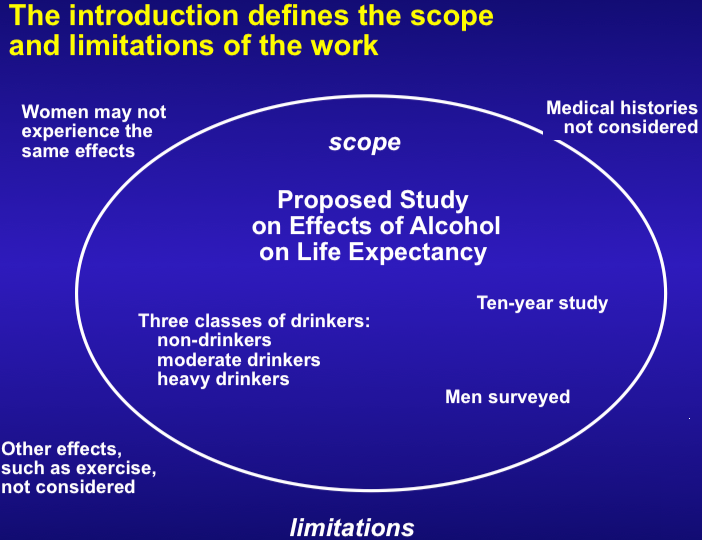 The introduction defines the scope
and limitations of the work
Women may not
experience the
same effects
Medical histories
not considered
scope
Proposed Study
on Effects of Alcohol
on Life Expectancy
Ten-year study
Three classes of drinkers:
non-drinkers
moderate drinkers
heavy drinkers
Men surveyed
Other effects,
such as exercise,
not considered
limitations